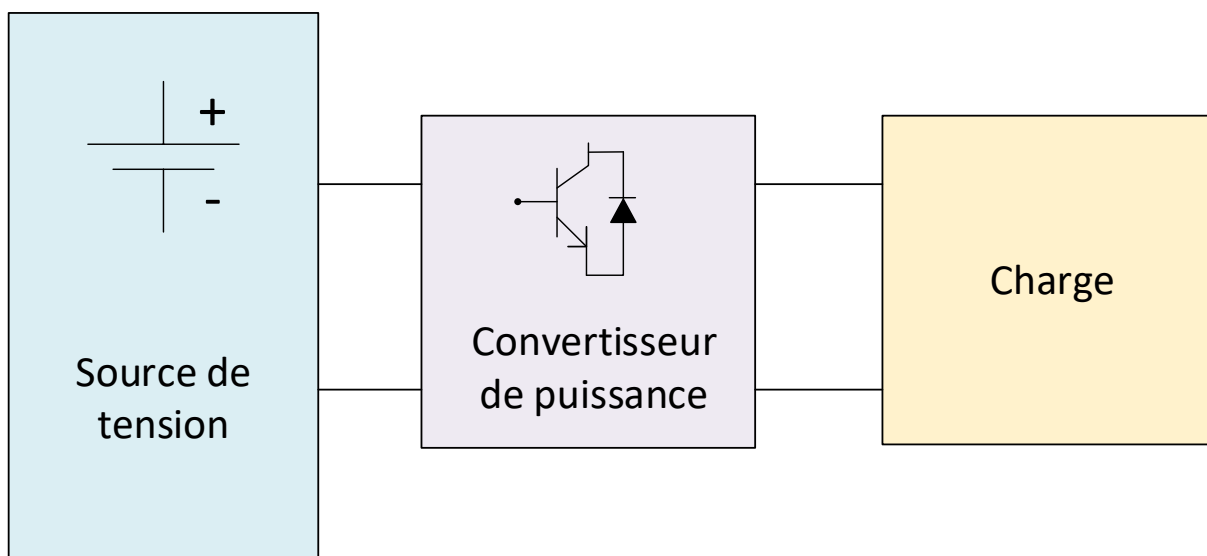 +
-
Source de
tension
Convertisseur
de puissance
Charge